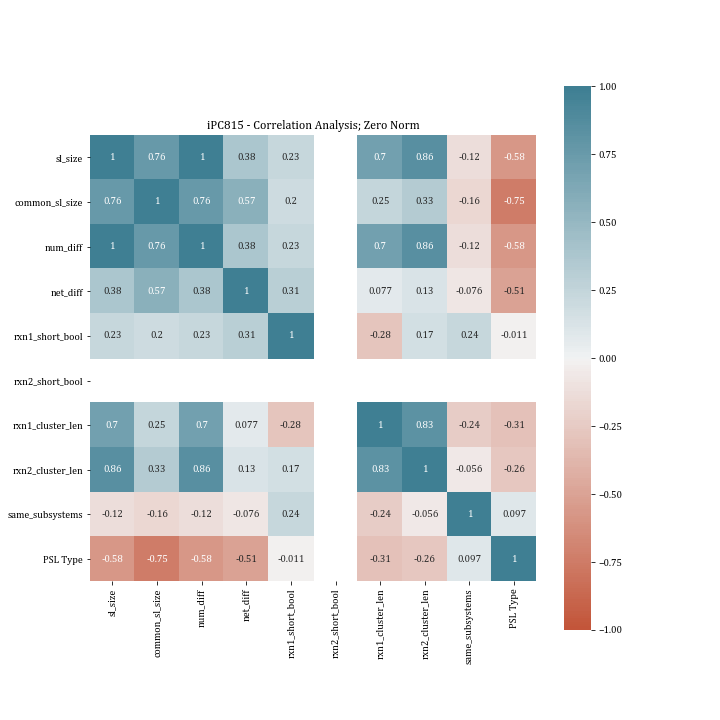 iPC815 - Correlation Analysis; Zero Norm
sl_size 1 0.76 1 0.38 0.23 0.7 0.86 -0.12 -0.58
common_sl_size 0.76 1 0.76 0.57 0.2 0.25 0.33 -0.16 -0.75
num_diff 1 0.76 1 0.38 0.23 0.7 0.86 -0.12 -0.58
net_diff 0.38 0.57 0.38 1 0.31 0.077 0.13 -0.076 -0.51
rxn1_short_bool 0.23 0.2 0.23 0.31 1 -0.28 0.17 0.24 -0.011
rxn2_short_bool
rxn1_cluster_len 0.7 0.25 0.7 0.077 -0.28 1 0.83 -0.24 -0.31
rxn2_cluster_len 0.86 0.33 0.86 0.13 0.17 0.83 1 -0.056 -0.26
same_subsystems -0.12 -0.16 -0.12 -0.076 0.24 -0.24 -0.056 1 0.097
PSL Type -0.58 -0.75 -0.58 -0.51 -0.011 -0.31 -0.26 0.097 1
sl_size
common_sl_size
num_diff
net_diff
rxn1_short_bool
rxn2_short_bool
rxn1_cluster_len
rxn2_cluster_len
same_subsystems
PSL Type
1.00
0.75
0.50
0.25
0.00
−0.25
−0.50
−0.75
−1.00